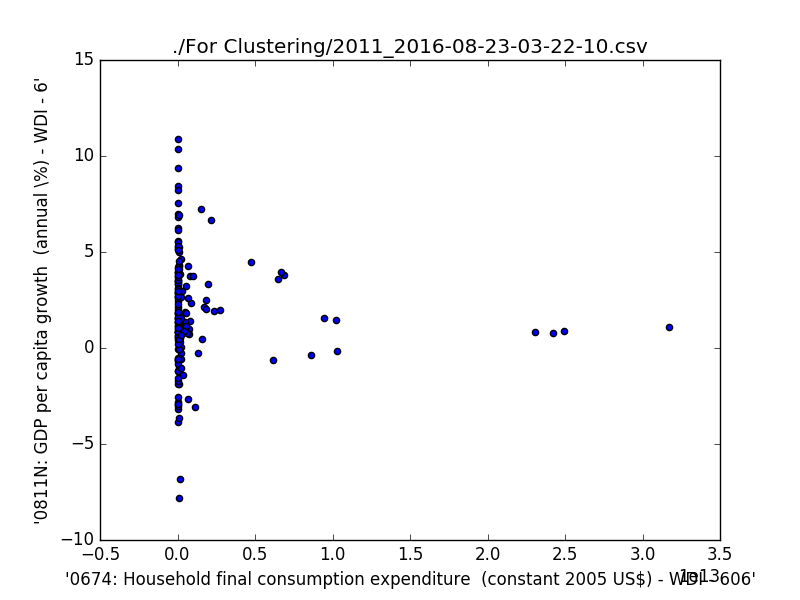 ./For Clustering/2011_2016-08-23-03-22-10.csv
'0811N: GDP per capita growth (annual \%) - WDI - 6'
15
10
5
0
−5
−10
−0.5 0.0 0.5 1.0 1.5 2.0 2.5 3.0 3.5
1e13
'0674: Household final consumption expenditure (constant 2005 US$) - WDI - 606'